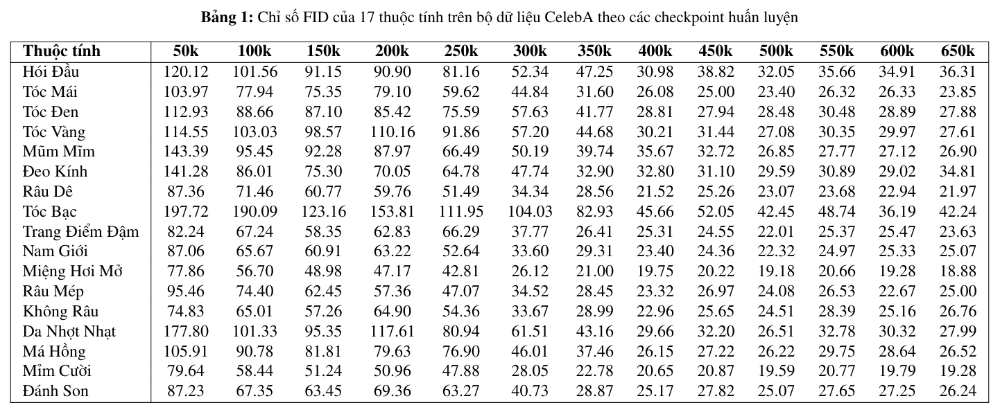 Bảng 1: Chỉ số FID của 17 thuộc tính trên bộ dữ liệu CelebA theo các checkpoint huấn luyện
Thuộc tính 50k 100k 150k 200k 250k 300k 350k 400k 450k 500k 550k 600k 650k
Hói Đầu 120.12 101.56 91.15 90.90 81.16 52.34 47.25 30.98 38.82 32.05 35.66 34.91 36.31
Tóc Mái 103.97 77.94 75.35 79.10 59.62 44.84 31.60 26.08 25.00 23.40 26.32 26.33 23.85
Tóc Đen 112.93 88.66 87.10 85.42 75.59 57.63 41.77 28.81 27.94 28.48 30.48 28.89 27.88
Tóc Vàng 114.55 103.03 98.57 110.16 91.86 57.20 44.68 30.21 31.44 27.08 30.35 29.97 27.61
Mũm Mĩm 143.39 95.45 92.28 87.97 66.49 50.19 39.74 35.67 32.72 26.85 27.77 27.12 26.90
Đeo Kính 141.28 86.01 75.30 70.05 64.78 47.74 32.90 32.80 31.10 29.59 30.89 29.02 34.81
Râu Dê 87.36 71.46 60.77 59.76 51.49 34.34 28.56 21.52 25.26 23.07 23.68 22.94 21.97
Tóc Bạc 197.72 190.09 123.16 153.81 111.95 104.03 82.93 45.66 52.05 42.45 48.74 36.19 42.24
Trang Điểm Đậm 82.24 67.24 58.35 62.83 66.29 37.77 26.41 25.31 24.55 22.01 25.37 25.47 23.63
Nam Giới 87.06 65.67 60.91 63.22 52.64 33.60 29.31 23.40 24.36 22.32 24.97 25.33 25.07
Miệng Hơi Mở 77.86 56.70 48.98 47.17 42.81 26.12 21.00 19.75 20.22 19.18 20.66 19.28 18.88
Râu Mép 95.46 74.40 62.45 57.36 47.07 34.52 28.45 23.32 26.97 24.08 26.53 22.67 25.00
Không Râu 74.83 65.01 57.26 64.90 54.36 33.67 28.99 22.96 25.65 24.51 28.39 25.16 26.76
Da Nhợt Nhạt 177.80 101.33 95.35 117.61 80.94 61.51 43.16 29.66 32.20 26.51 32.78 30.32 27.99
Má Hồng 105.91 90.78 81.81 79.63 76.90 46.01 37.46 26.15 27.22 26.22 29.75 28.64 26.52
Mỉm Cười 79.64 58.44 51.24 50.96 47.88 28.05 22.78 20.65 20.87 19.59 20.77 19.79 19.28
Đánh Son 87.23 67.35 63.45 69.36 63.27 40.73 28.87 25.17 27.82 25.07 27.65 27.25 26.24